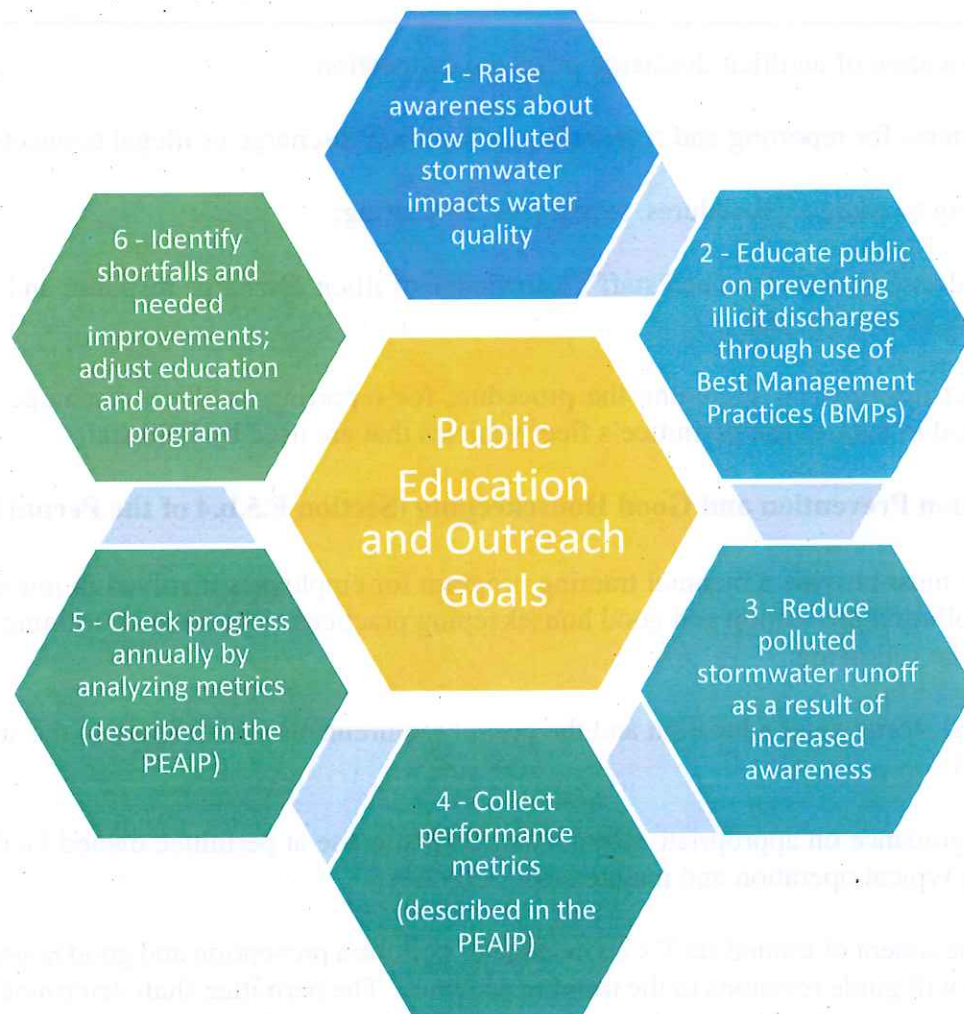 1 - Raise
awareness about
how polluted
stormwater
impacts water
quality
2 - Educate public
on preventing
illicit discharges
through use of
Best Management
Practices (BMPs)
3 - Reduce
polluted
stormwater runoff
as a result of
increased
awareness
4 - Collect
performance
metrics
(described in the
PEAIP)
5 - Check progress
annually by
analyzing metrics
(described in the
PEAIP)
6 - Identify
shortfalls and
needed
improvements;
adjust education
and outreach
program
Public
Education
and Outreach
Goals